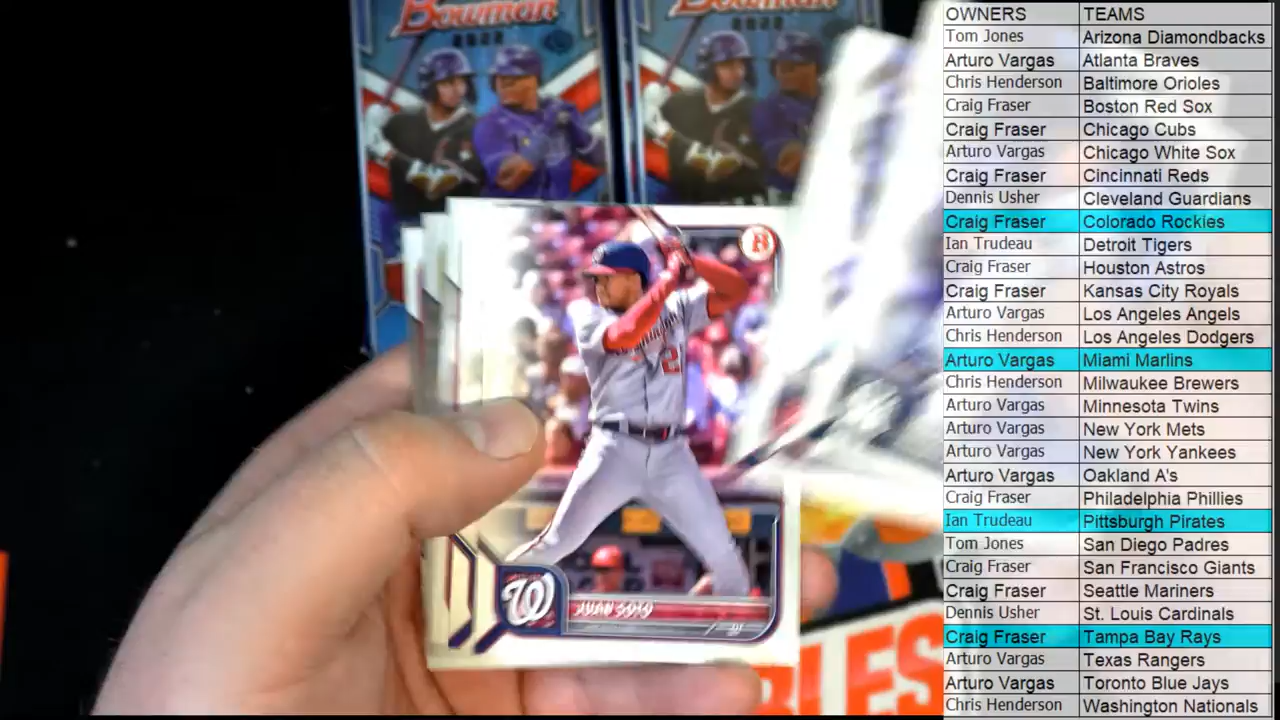 Bowman
2022
Bowman
2022
B
21
W
JUAN SOTO
OF
BLES
OWNERS TEAMS
Tom Jones Arizona Diamondbacks
Arturo Vargas Atlanta Braves
Chris Henderson Baltimore Orioles
Craig Fraser Boston Red Sox
Craig Fraser Chicago Cubs
Arturo Vargas Chicago White Sox
Craig Fraser Cincinnati Reds
Dennis Usher Cleveland Guardians
Craig Fraser Colorado Rockies
Ian Trudeau Detroit Tigers
Craig Fraser Houston Astros
Craig Fraser Kansas City Royals
Arturo Vargas Los Angeles Angels
Chris Henderson Los Angeles Dodgers
Arturo Vargas Miami Marlins
Chris Henderson Milwaukee Brewers
Arturo Vargas Minnesota Twins
Arturo Vargas New York Mets
Arturo Vargas New York Yankees
Arturo Vargas Oakland A's
Craig Fraser Philadelphia Phillies
Ian Trudeau Pittsburgh Pirates
Tom Jones San Diego Padres
Craig Fraser San Francisco Giants
Craig Fraser Seattle Mariners
Dennis Usher St. Louis Cardinals
Craig Fraser Tampa Bay Rays
Arturo Vargas Texas Rangers
Arturo Vargas Toronto Blue Jays
Chris Henderson Washington Nationals